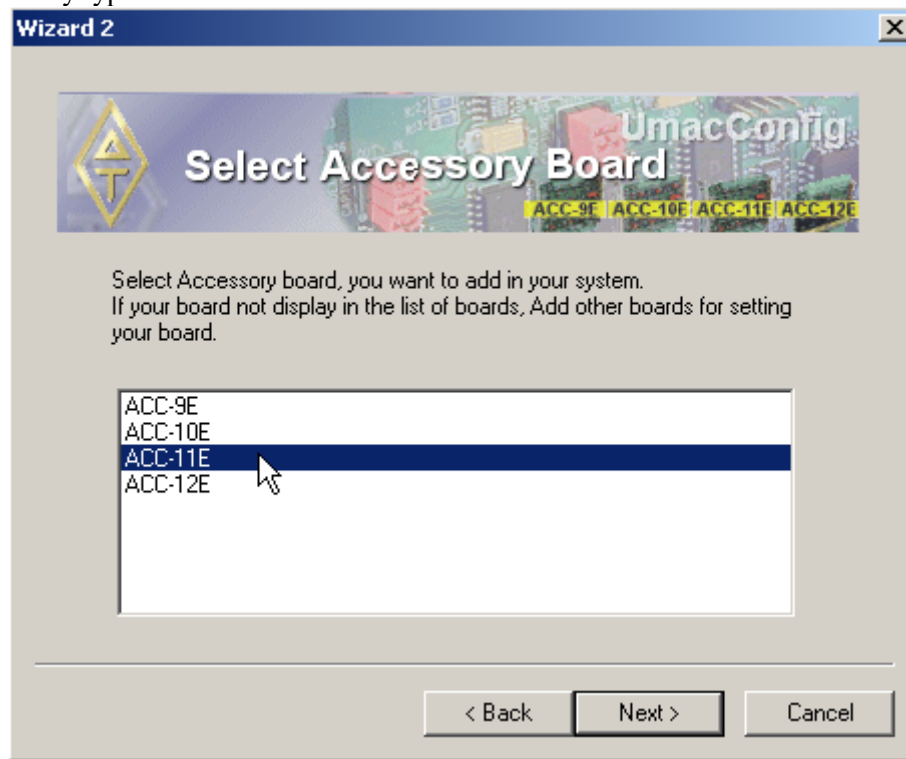 Wizard 2
UmacConfig
Select Accessory Board
ACC-9E ACC-10E ACC-11E ACC-12E
Select Accessory board, you want to add in your system.
If your board not display in the list of boards, Add other boards for setting
your board.
ACC-9E
ACC-10E
ACC-11E
ACC-12E
< Back Next > Cancel